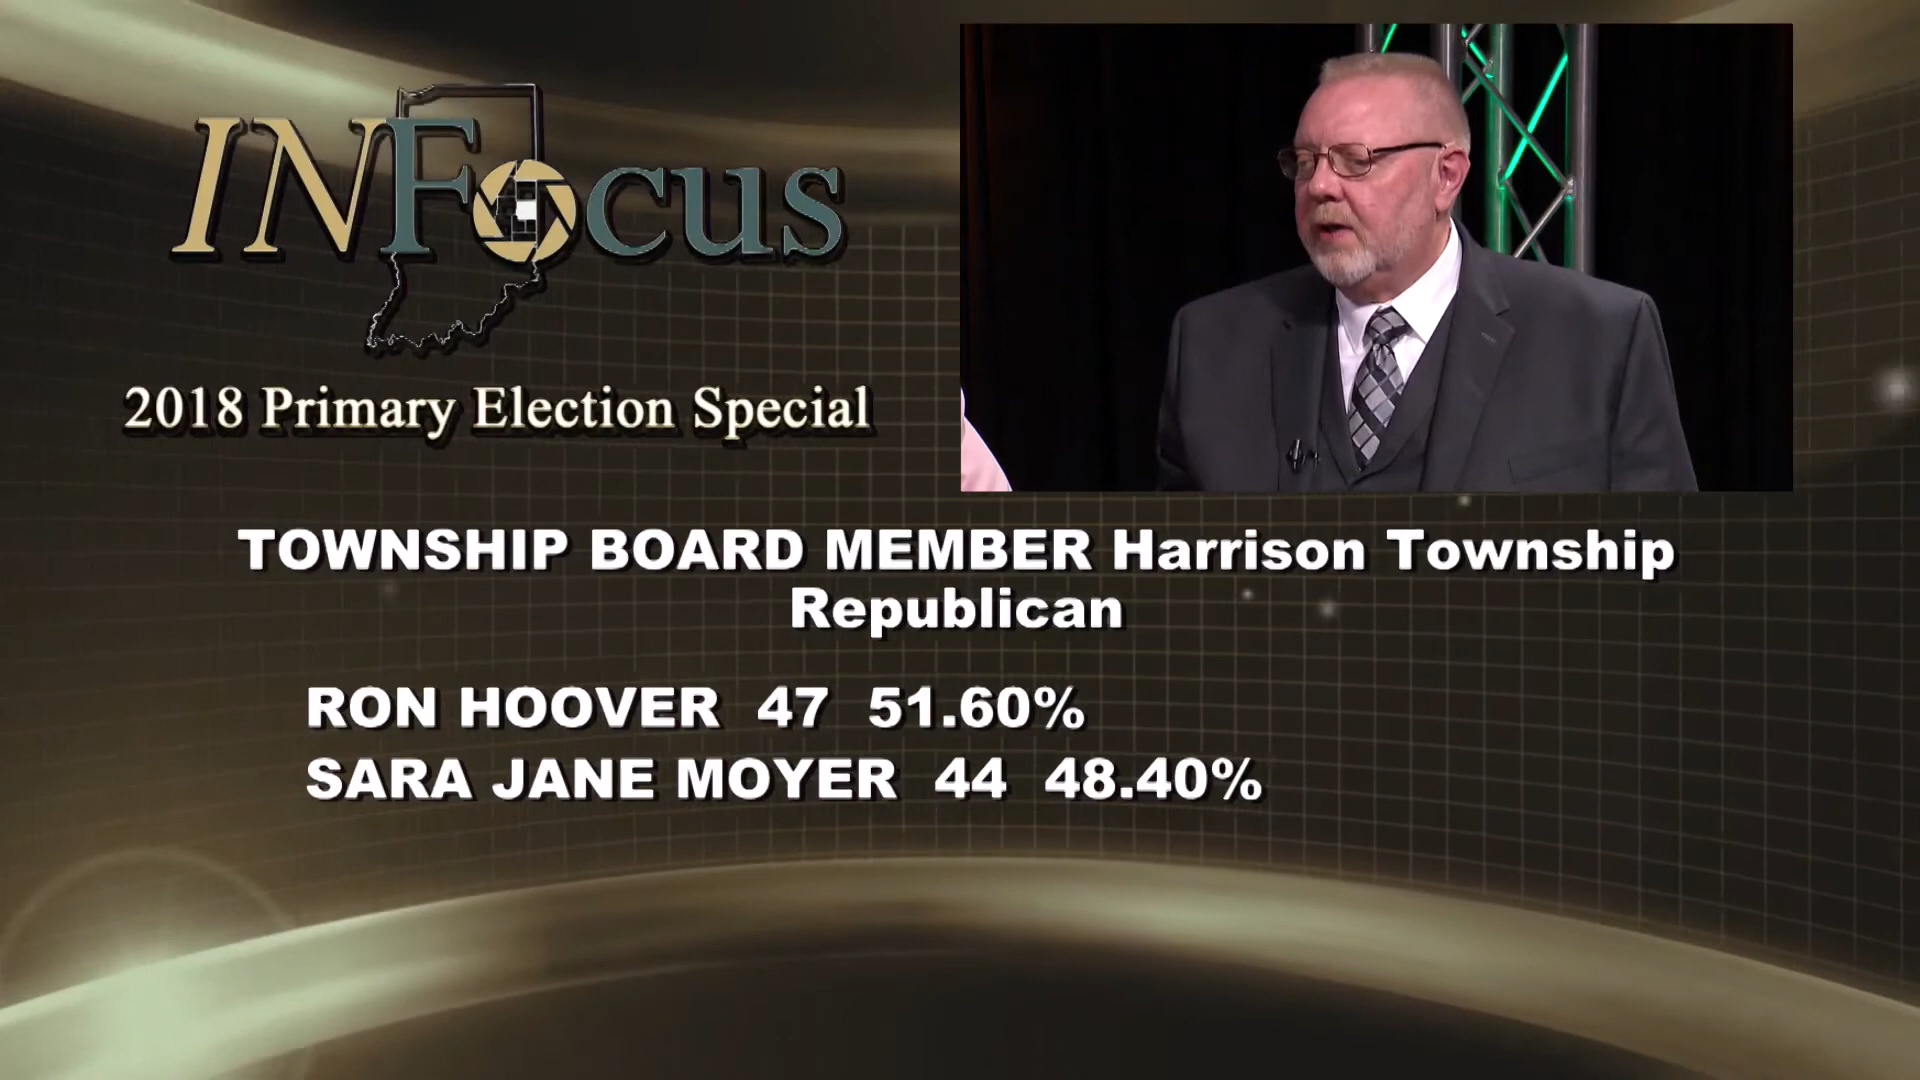 INFocus
2018 Primary Election Special
TOWNSHIP BOARD MEMBER Harrison Township
Republican
RON HOOVER 47 51.60%
SARA JANE MOYER 44 48.40%